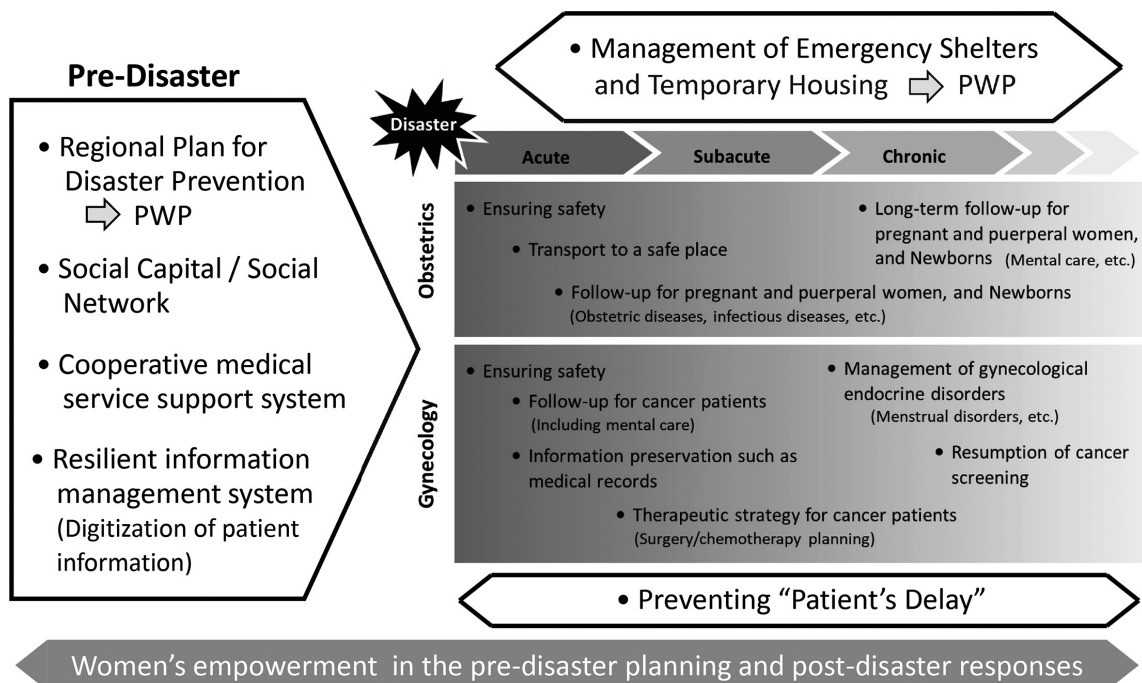 Pre-Disaster
• Regional Plan for
Disaster Prevention
PWP
• Social Capital / Social
Network
• Cooperative medical
service support system
• Resilient information
management system
(Digitization of patient
information)
Disaster
• Management of Emergency Shelters
and Temporary Housing PWP
Acute Subacute Chronic
Obstetrics
• Ensuring safety
• Transport to a safe place
• Follow-up for pregnant and puerperal women, and Newborns
(Obstetric diseases, infectious diseases, etc.)
• Long-term follow-up for
pregnant and puerperal women,
and Newborns (Mental care, etc.)
Gynecology
• Ensuring safety
• Follow-up for cancer patients
(Including mental care)
• Information preservation such as
medical records
• Therapeutic strategy for cancer patients
(Surgery/chemotherapy planning)
• Management of gynecological
endocrine disorders
(Menstrual disorders, etc.)
• Resumption of cancer
screening
• Preventing “Patient’s Delay”
Women’s empowerment in the pre-disaster planning and post-disaster responses